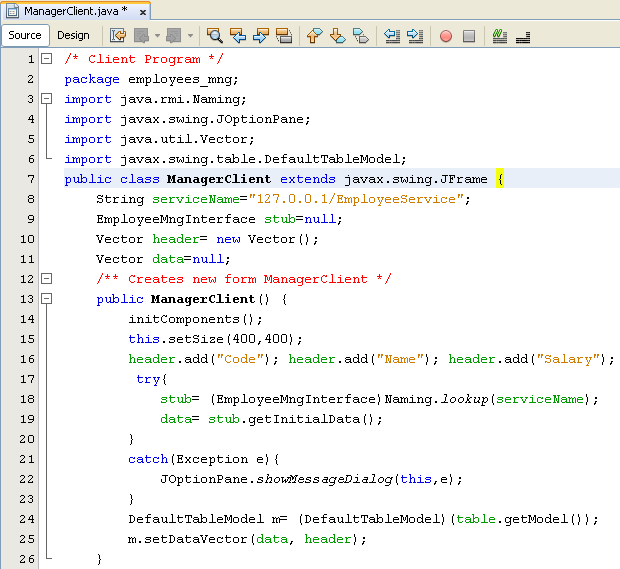 ManagerClient.java * x
Source Design
1 /* Client Program */
2 package employees_mng;
3 import java.rmi.Naming;
4 import javax.swing.JOptionPane;
5 import java.util.Vector;
6 import javax.swing.table.DefaultTableModel;
7 public class ManagerClient extends javax.swing.JFrame {
8 String serviceName="127.0.0.1/EmployeeService";
9 EmployeeMngInterface stub=null;
10 Vector header= new Vector();
11 Vector data=null;
12 /** Creates new form ManagerClient */
13 public ManagerClient() {
14 initComponents();
15 this.setSize(400,400);
16 header.add("Code"); header.add("Name"); header.add("Salary");
17 try{
18 stub= (EmployeeMngInterface)Naming.lookup(serviceName);
19 data= stub.getInitialData();
20 }
21 catch(Exception e){
22 JOptionPane.showMessageDialog(this,e);
23 }
24 DefaultTableModel m= (DefaultTableModel)(table.getModel());
25 m.setDataVector(data, header);
26 }